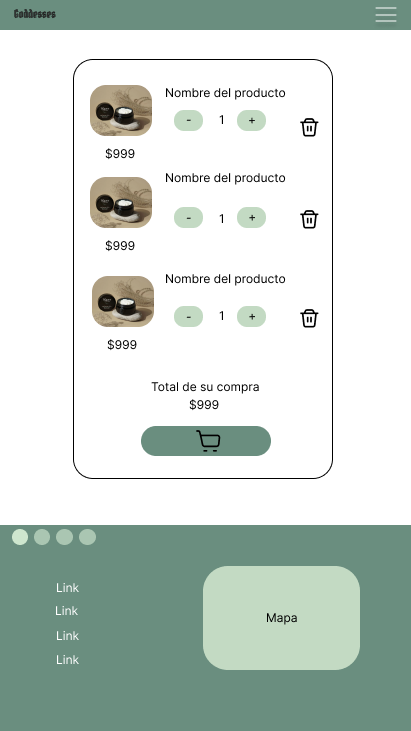 Goddesses
Nombre del producto
- 1 +
$999
Nombre del producto
- 1 +
$999
Nombre del producto
- 1 +
$999
Total de su compra
$999
Link
Link
Link
Link
Mapa